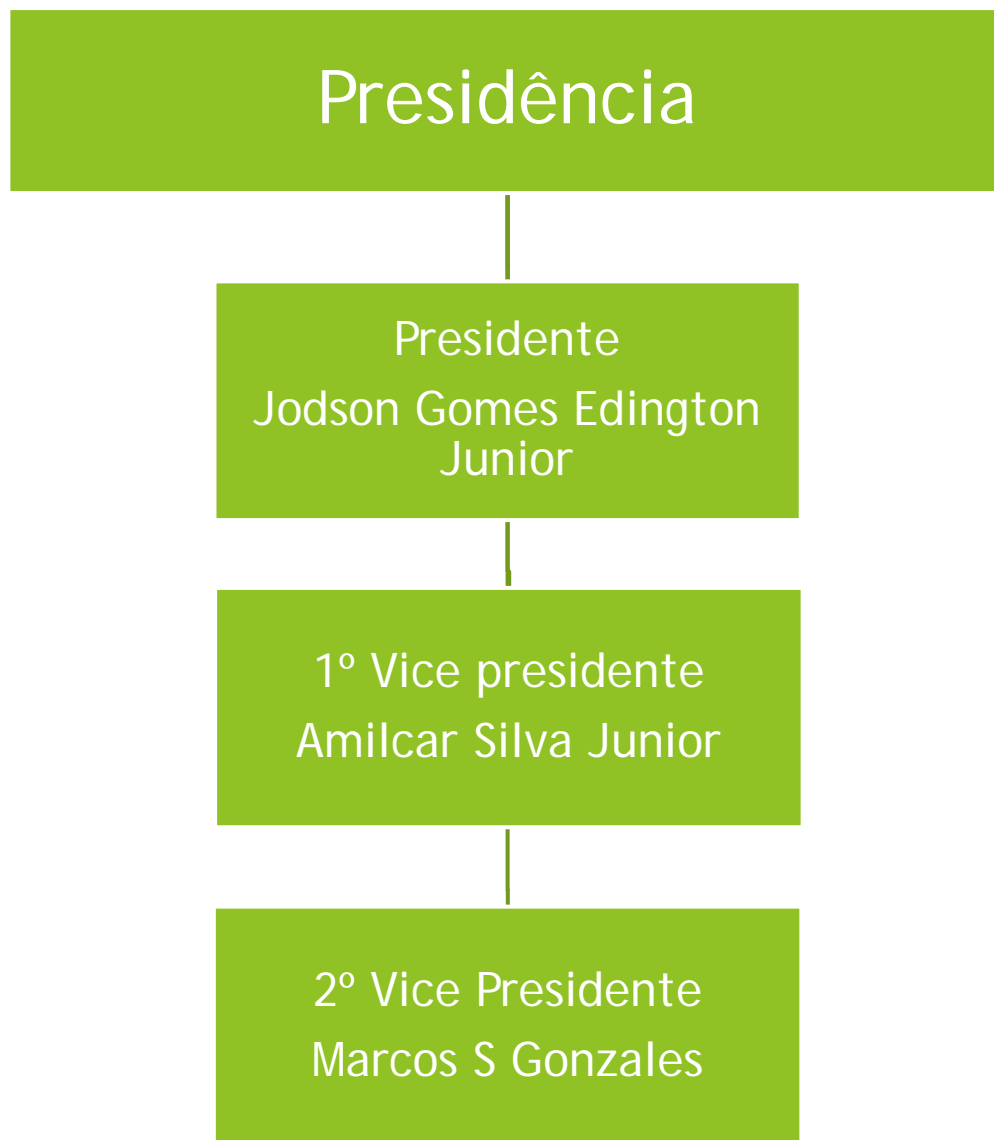 Presidência
Presidente
Jodson Gomes Edington
Junior
1º Vice presidente
Amilcar Silva Junior
2º Vice Presidente
Marcos S Gonzales